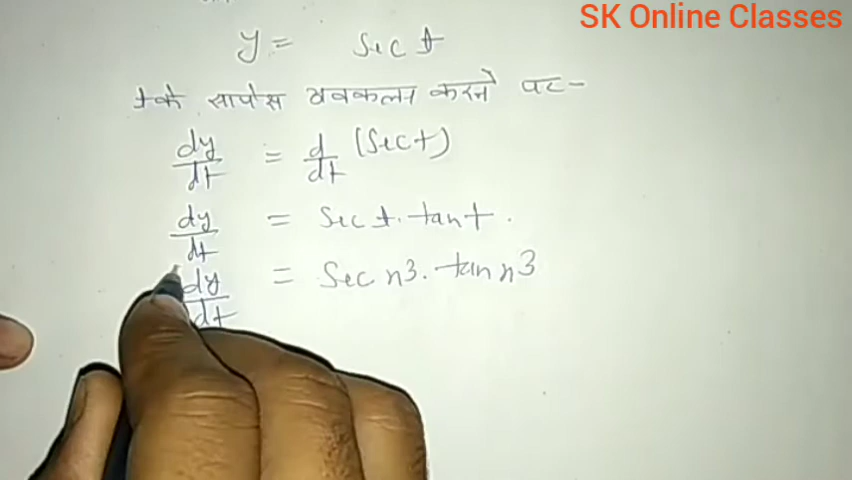 SK Online Classes
y = sec t
t के सापेक्ष अवकलन करने पर -
dy/dt = d/dt (sec t)
dy/dt = sec t . tan t .
dy/dt = sec x3 . tan x3